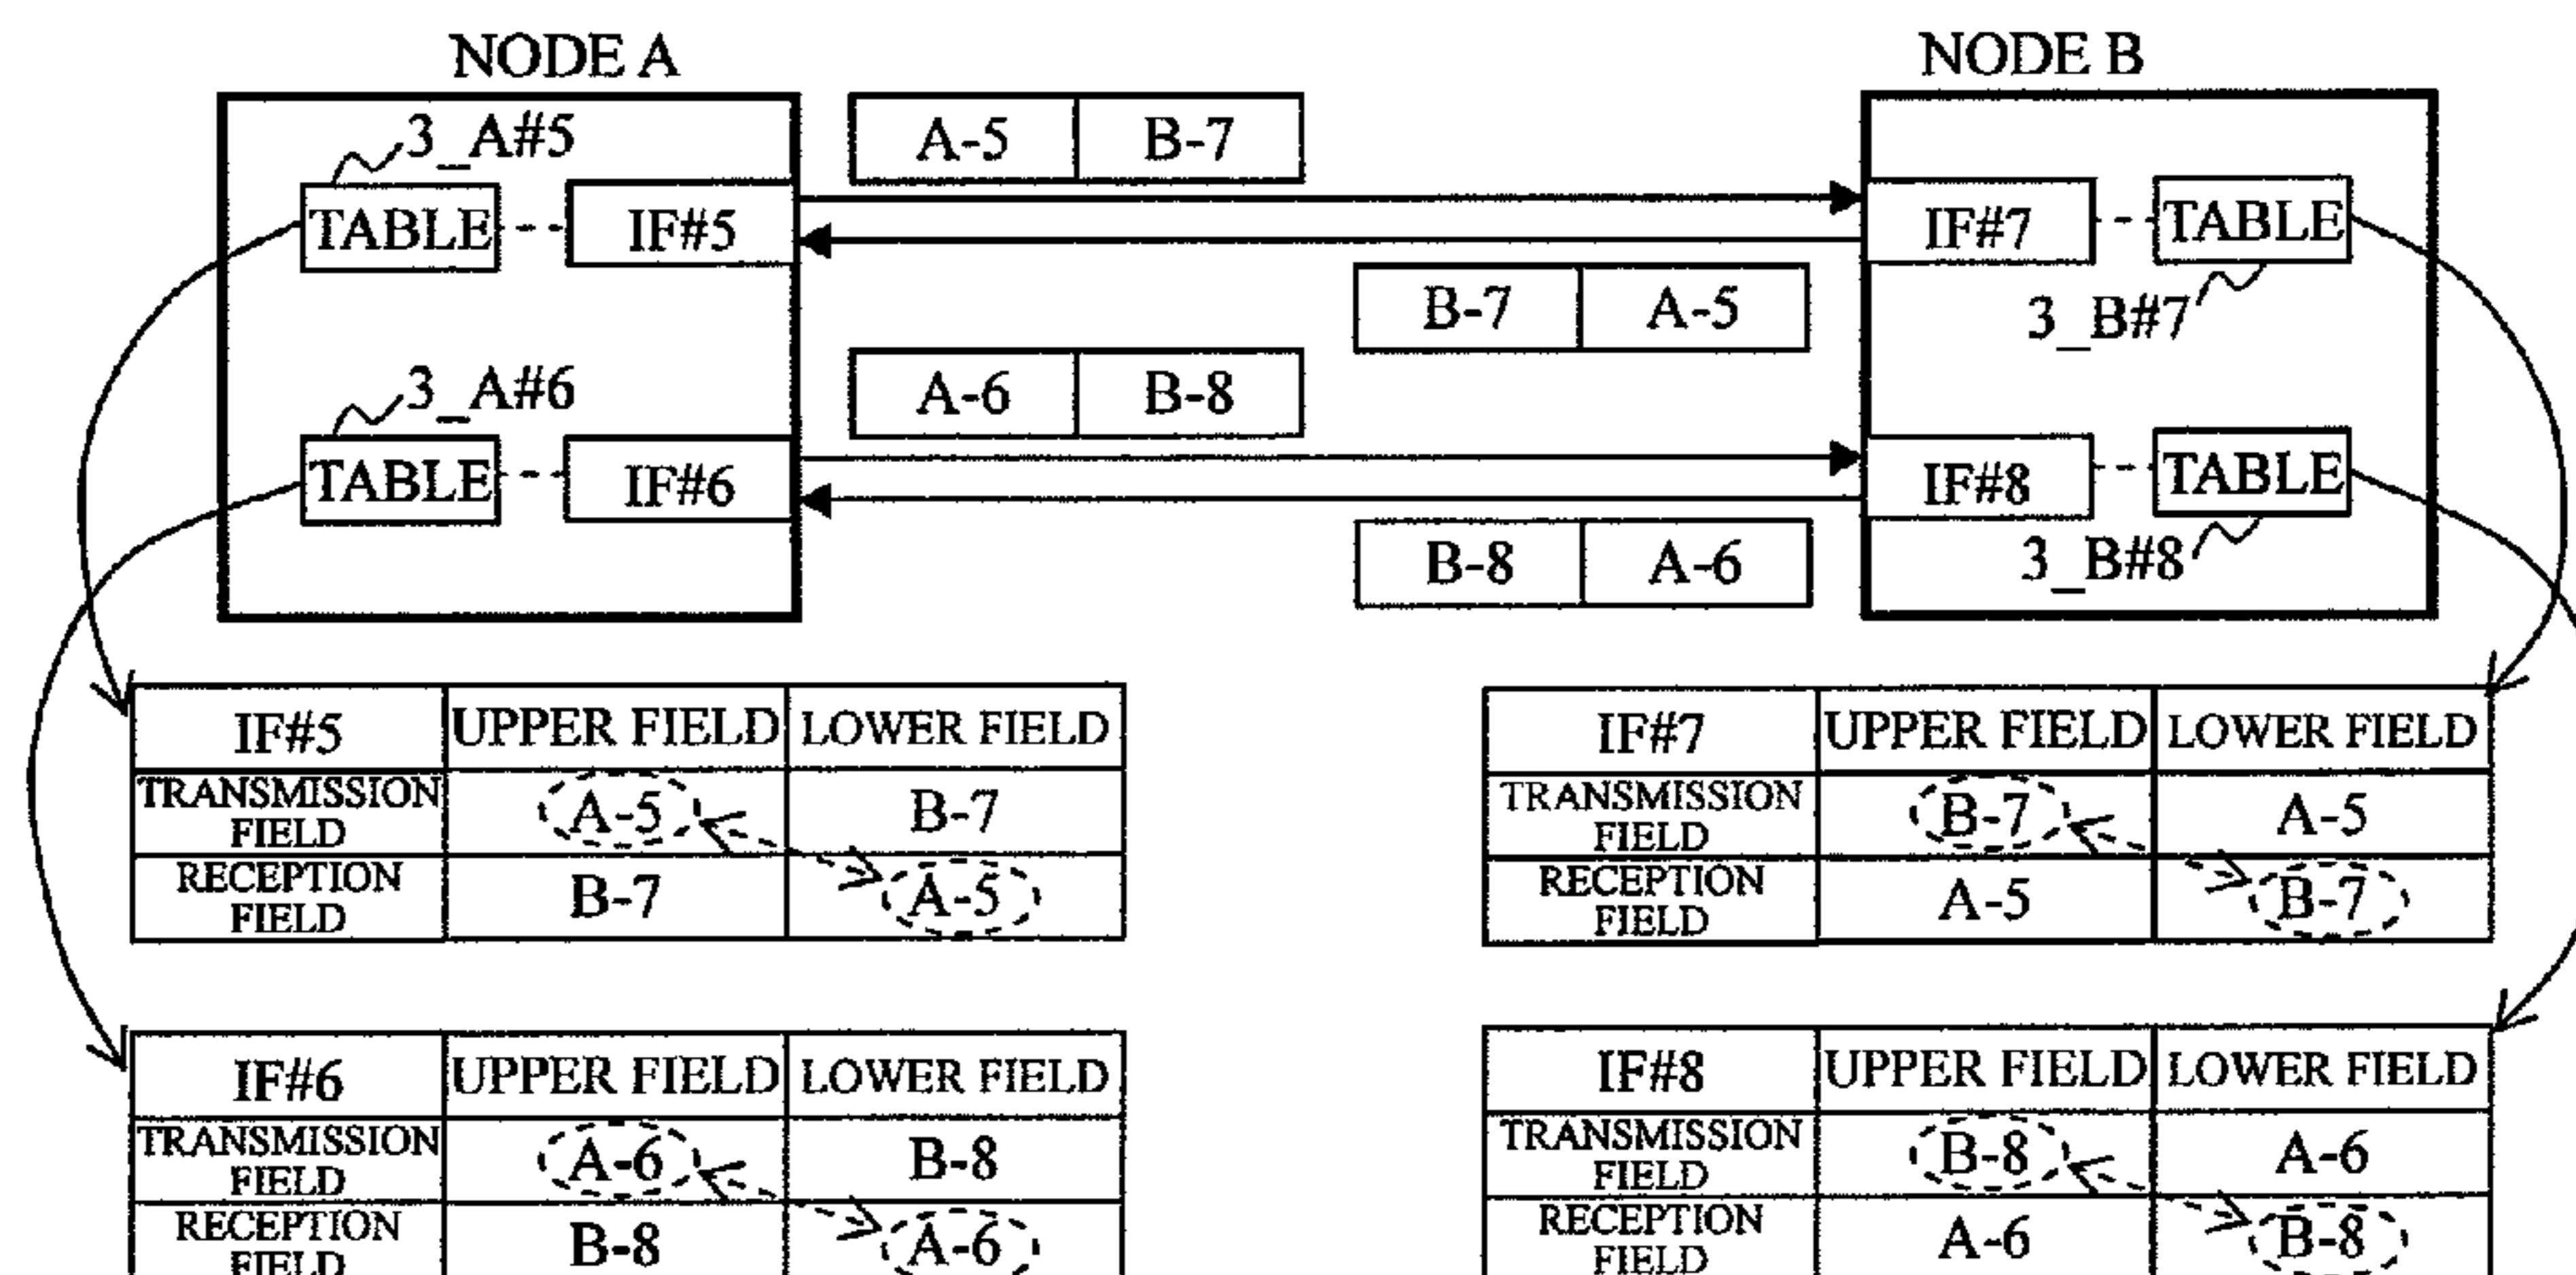 NODE A
NODE B
3_A#5
A-5 B-7
TABLE IF#5
IF#7 TABLE
B-7 A-5
3_B#7
3_A#6
A-6 B-8
TABLE IF#6
IF#8 TABLE
B-8 A-6
3_B#8
IF#5 UPPER FIELD LOWER FIELD
TRANSMISSION
FIELD
A-5 B-7
RECEPTION
FIELD
B-7 A-5
IF#7 UPPER FIELD LOWER FIELD
TRANSMISSION
FIELD
B-7 A-5
RECEPTION
FIELD
A-5 B-7
IF#6 UPPER FIELD LOWER FIELD
TRANSMISSION
FIELD
A-6 B-8
RECEPTION
FIELD
B-8 A-6
IF#8 UPPER FIELD LOWER FIELD
TRANSMISSION
FIELD
B-8 A-6
RECEPTION
FIELD
A-6 B-8